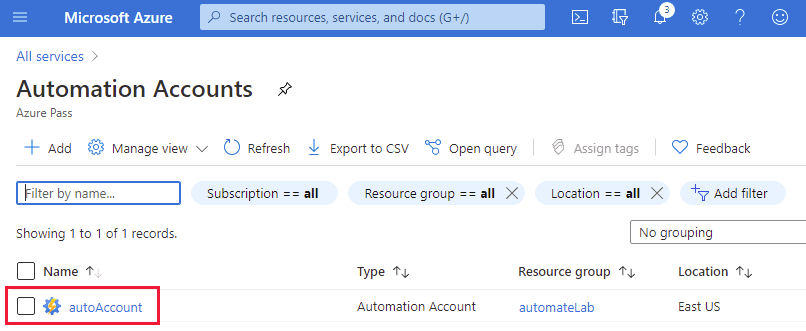 Microsoft Azure Search resources, services, and docs (G+/) 3
All services
Automation Accounts
Azure Pass
Add Manage view Refresh Export to CSV Open query Assign tags Feedback
Filter by name... Subscription == all Resource group == all Location == all Add filter
Showing 1 to 1 of 1 records. No grouping
Name Type Resource group Location
autoAccount Automation Account automateLab East US